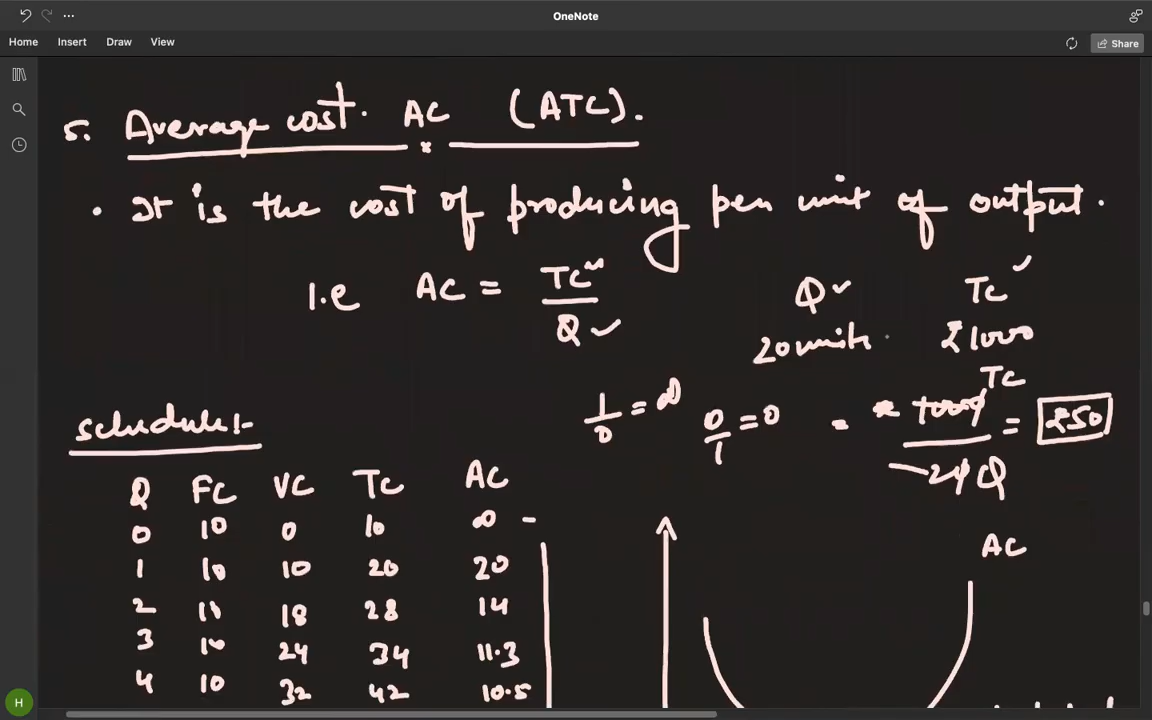 OneNote
Home Insert Draw View
Share
5. Average cost. AC (ATC).
• It is the cost of producing per unit of output.
I.e AC = TC/Q
Q TC
20 units ₹1000
TC
1/0 = ∞ 0/1 = 0 = 1000/20 Q = ₹50
Schedule:-
Q FC VC TC AC
0 10 0 10 ∞ -
1 10 10 20 20
2 10 18 28 14
3 10 24 34 11.3
4 10 32 42 10.5
AC
H